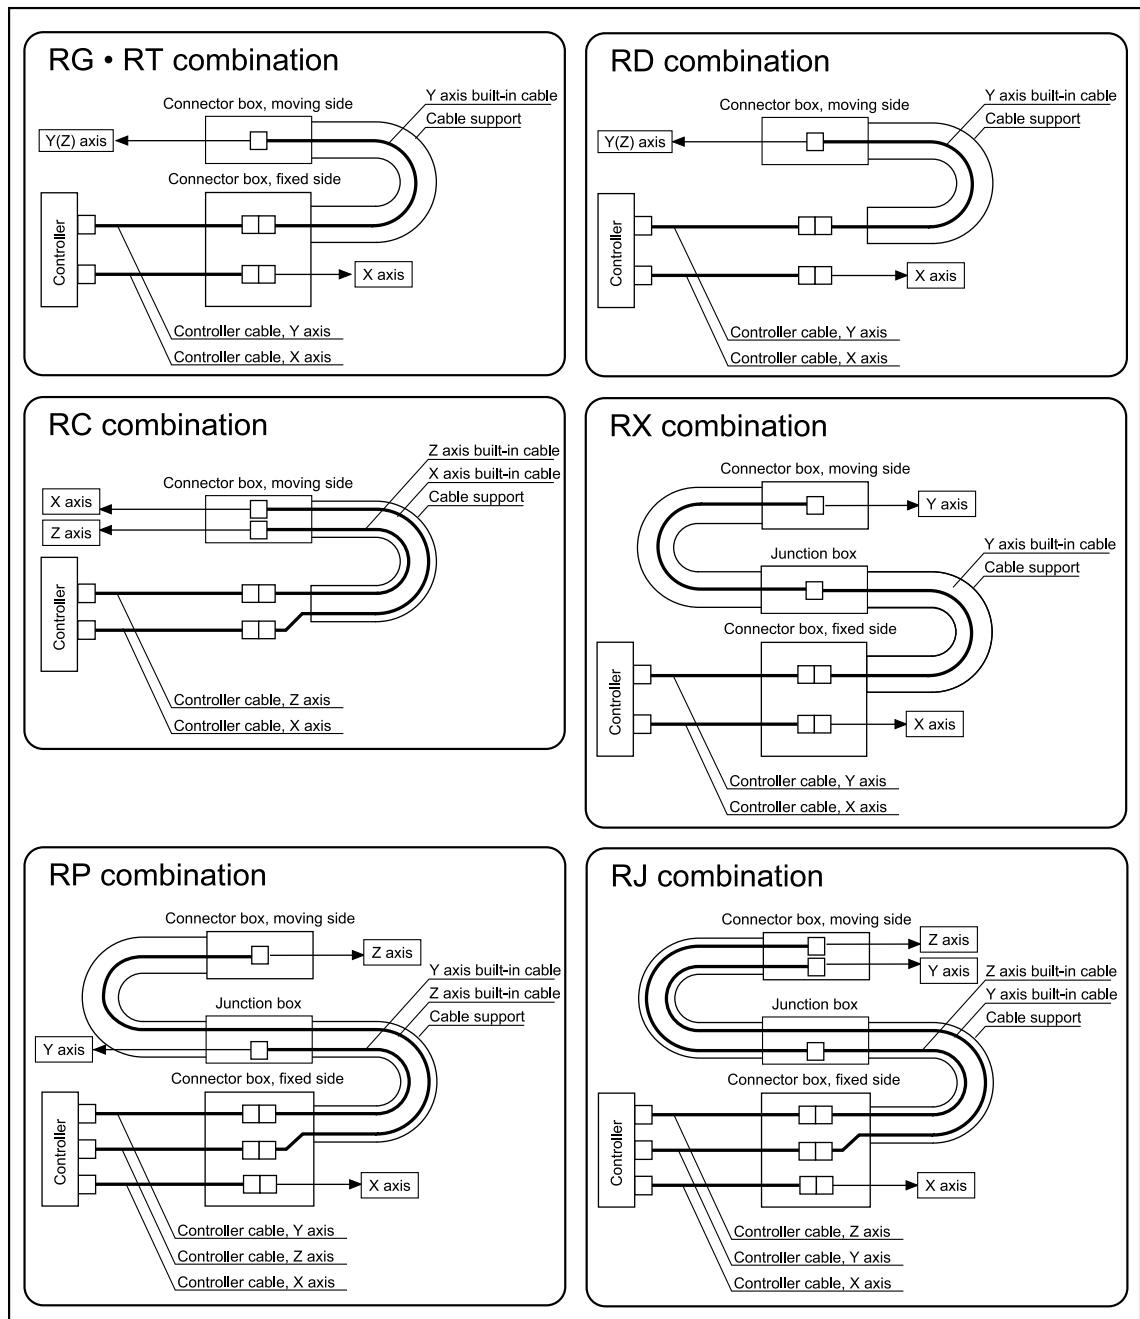 RG • RT combination
Y axis built-in cable
Connector box, moving side
Cable support
Y(Z) axis
Connector box, fixed side
Controller
X axis
Controller cable, Y axis
Controller cable, X axis
RD combination
Y axis built-in cable
Connector box, moving side
Cable support
Y(Z) axis
Controller
X axis
Controller cable, Y axis
Controller cable, X axis
RC combination
Z axis built-in cable
X axis built-in cable
Connector box, moving side
Cable support
X axis
Z axis
Controller
Controller cable, Z axis
Controller cable, X axis
RX combination
Connector box, moving side
Y axis
Y axis built-in cable
Junction box
Cable support
Connector box, fixed side
Controller
X axis
Controller cable, Y axis
Controller cable, X axis
RP combination
Connector box, moving side
Z axis
Y axis built-in cable
Z axis built-in cable
Junction box
Cable support
Y axis
Connector box, fixed side
Controller
X axis
Controller cable, Y axis
Controller cable, Z axis
Controller cable, X axis
RJ combination
Connector box, moving side
Z axis
Y axis
Z axis built-in cable
Y axis built-in cable
Junction box
Cable support
Connector box, fixed side
Controller
X axis
Controller cable, Z axis
Controller cable, Y axis
Controller cable, X axis